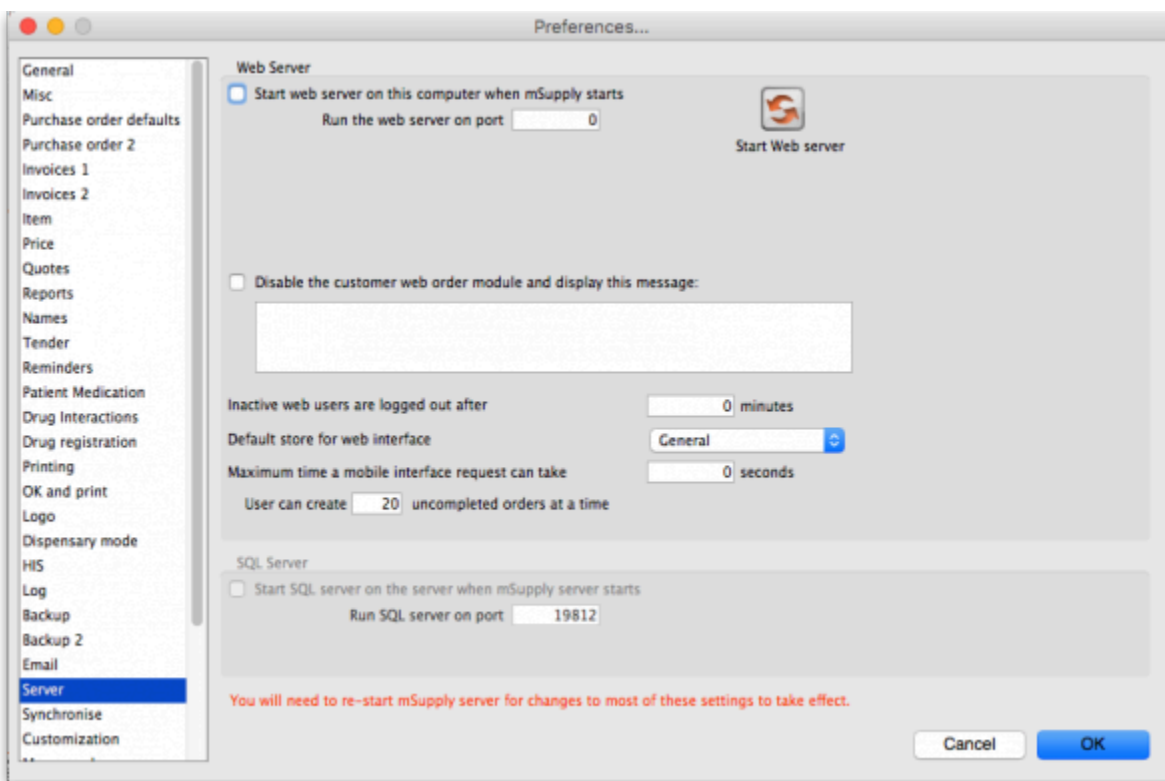 Preferences...
General
Misc
Purchase order defaults
Purchase order 2
Invoices 1
Invoices 2
Item
Price
Quotes
Reports
Names
Tender
Reminders
Patient Medication
Drug Interactions
Drug registration
Printing
OK and print
Logo
Dispensary mode
HIS
Log
Backup
Backup 2
Email
Server
Synchronise
Customization
Web Server
Start web server on this computer when mSupply starts
Run the web server on port 0
Start Web server
Disable the customer web order module and display this message:
Inactive web users are logged out after 0 minutes
Default store for web interface General
Maximum time a mobile interface request can take 0 seconds
User can create 20 uncompleted orders at a time
SQL Server
Start SQL server on the server when mSupply server starts
Run SQL server on port 19812
You will need to re-start mSupply server for changes to most of these settings to take effect.
Cancel OK